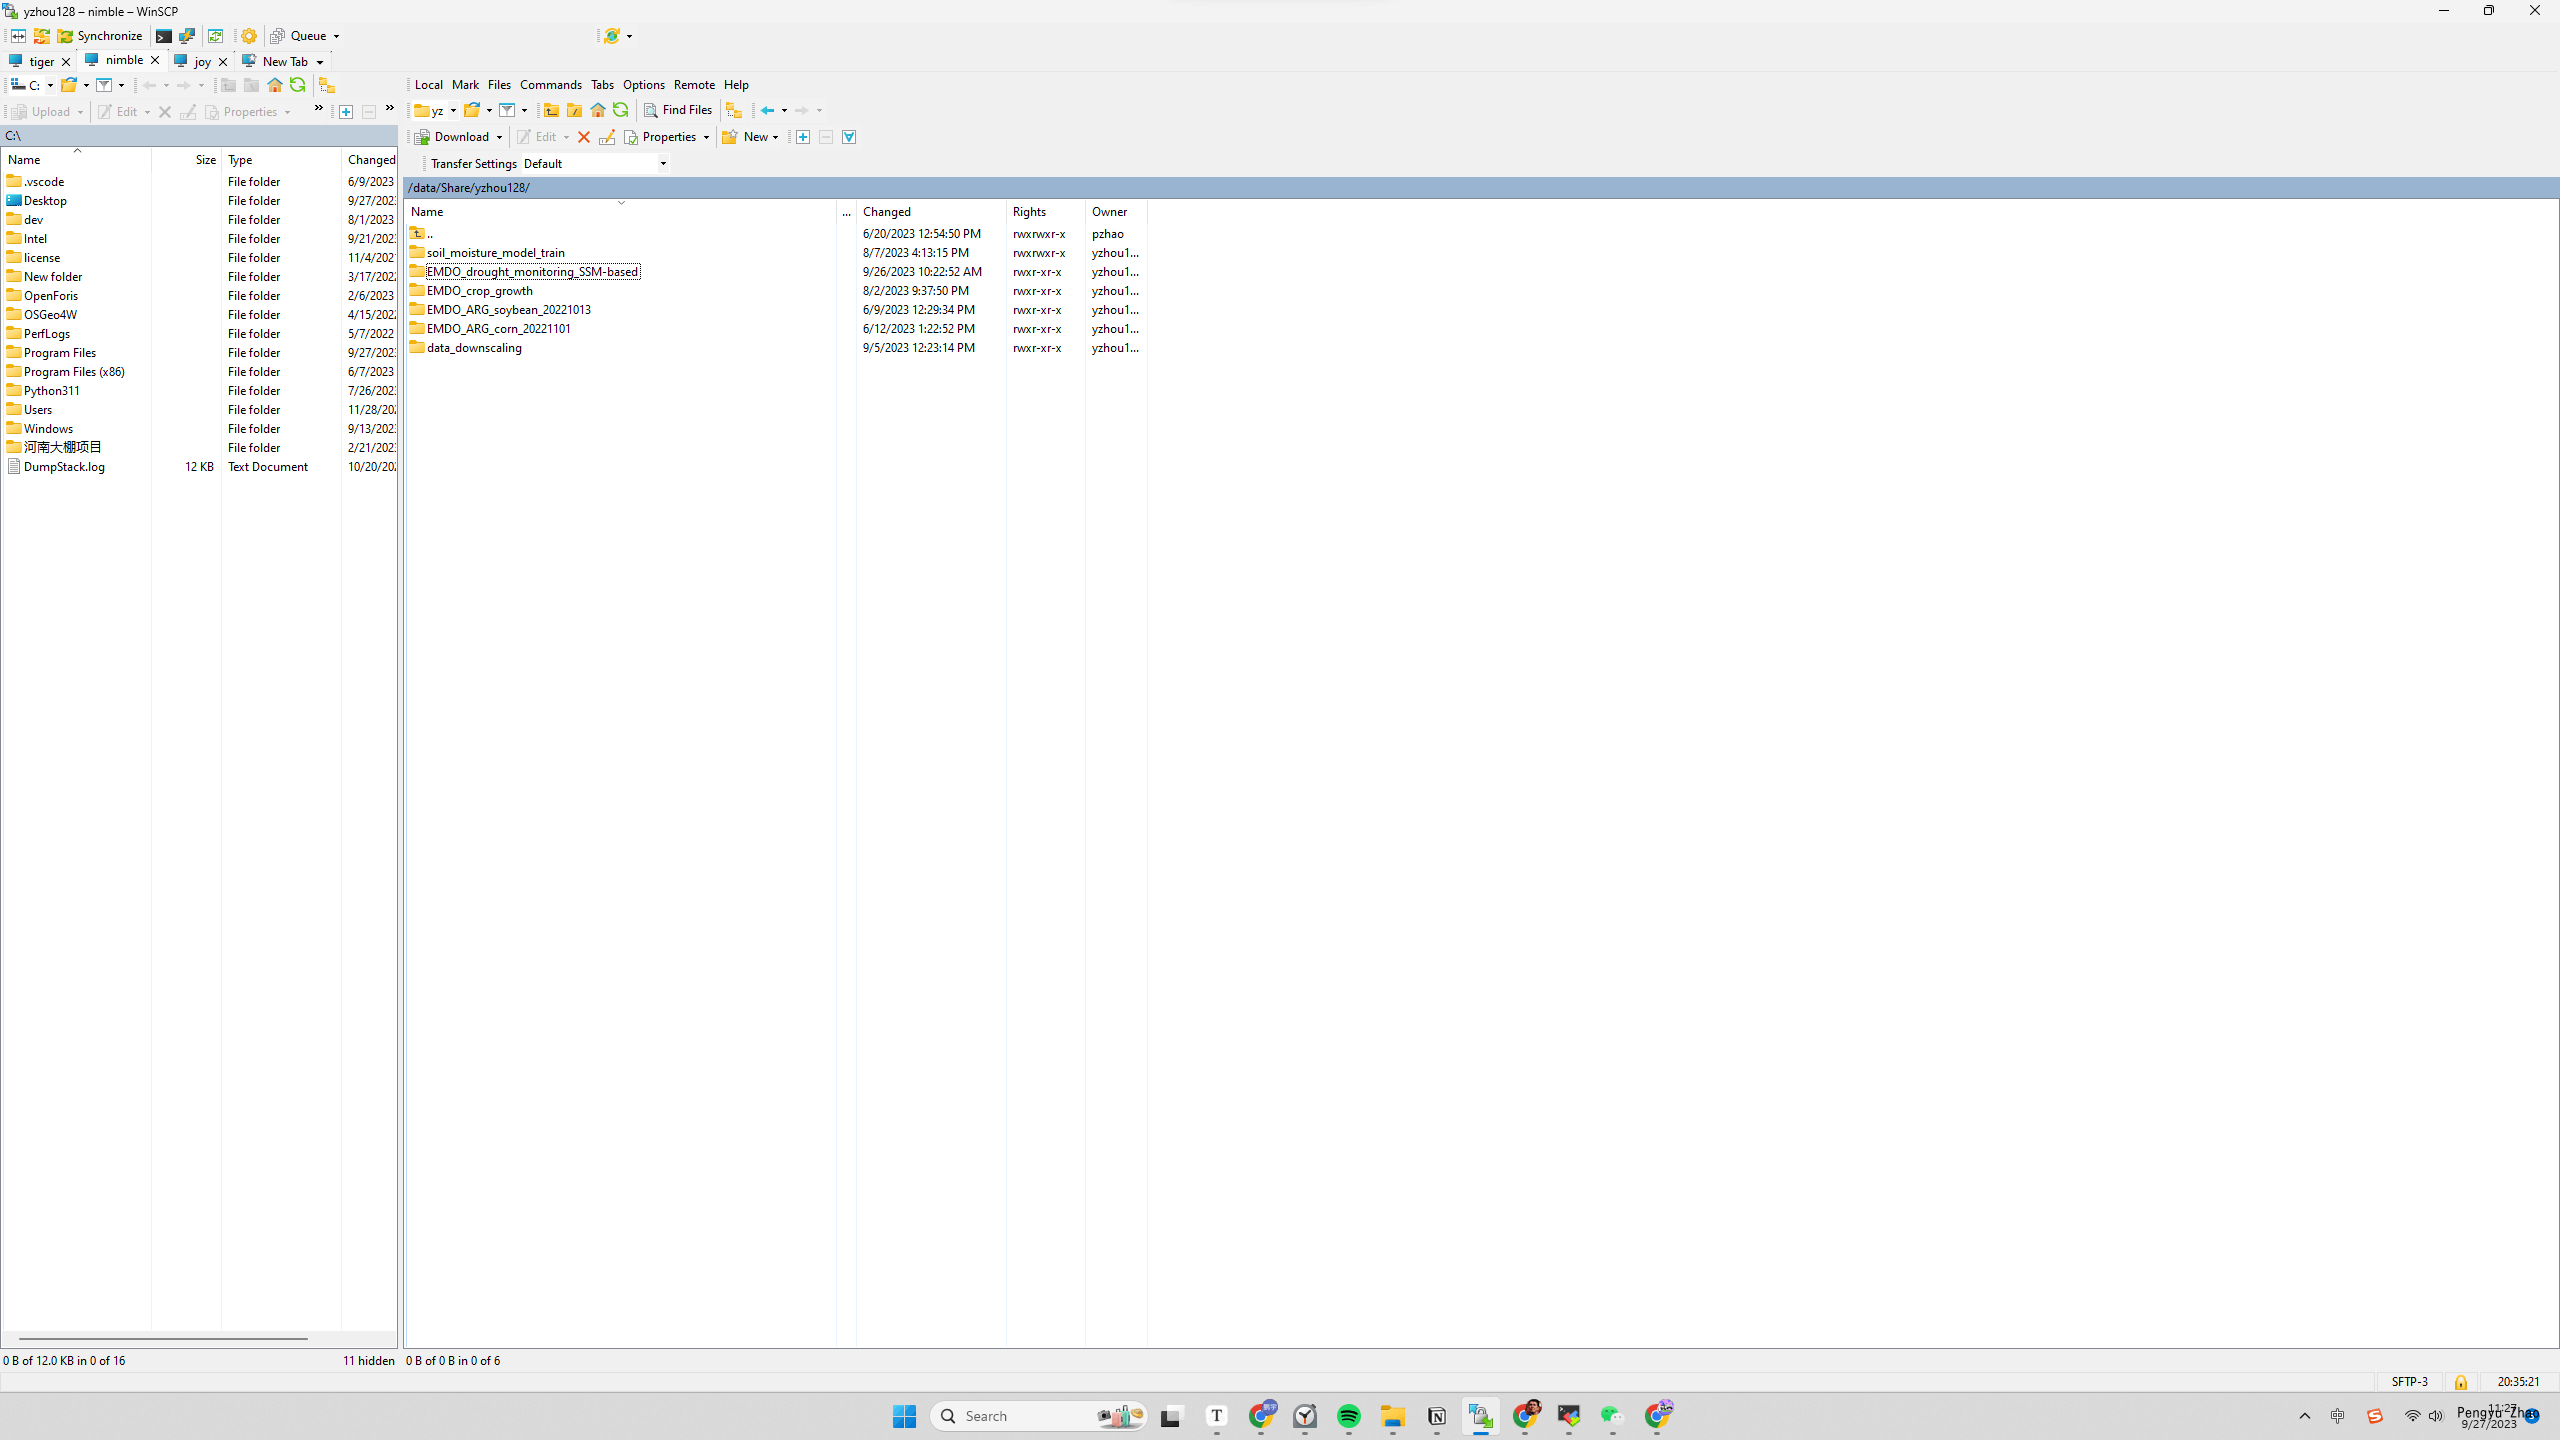 yzhou128 – nimble – WinSCP
Synchronize Queue
tiger nimble joy New Tab
C: Local Mark Files Commands Tabs Options Remote Help
Upload Edit Properties
yz Find Files
Download Edit Properties New
Transfer Settings Default
C:\
Name Size Type Changed
.vscode File folder 6/9/2023
Desktop File folder 9/27/202
dev File folder 8/1/2023
Intel File folder 9/21/202
license File folder 11/4/202
New folder File folder 3/17/202
OpenForis File folder 2/6/2023
OSGeo4W File folder 4/15/202
PerfLogs File folder 5/7/2022
Program Files File folder 9/27/202
Program Files (x86) File folder 6/7/2023
Python311 File folder 7/26/202
Users File folder 11/28/20
Windows File folder 9/13/202
河南大棚项目 File folder 2/21/202
DumpStack.log 12 KB Text Document 10/20/20
/data/Share/yzhou128/
Name ... Changed Rights Owner
.. 6/20/2023 12:54:50 PM rwxrwxr-x pzhao
soil_moisture_model_train 8/7/2023 4:13:15 PM rwxrwxr-x yzhou1...
EMDO_drought_monitoring_SSM-based 9/26/2023 10:22:52 AM rwxr-xr-x yzhou1...
EMDO_crop_growth 8/2/2023 9:37:50 PM rwxr-xr-x yzhou1...
EMDO_ARG_soybean_20221013 6/9/2023 12:29:34 PM rwxr-xr-x yzhou1...
EMDO_ARG_corn_20221101 6/12/2023 1:22:52 PM rwxr-xr-x yzhou1...
data_downscaling 9/5/2023 12:23:14 PM rwxr-xr-x yzhou1...
0 B of 12.0 KB in 0 of 16 11 hidden 0 B of 0 B in 0 of 6
SFTP-3 20:35:21
Search
中
11:27
Pengyu Zhao
9/27/2023